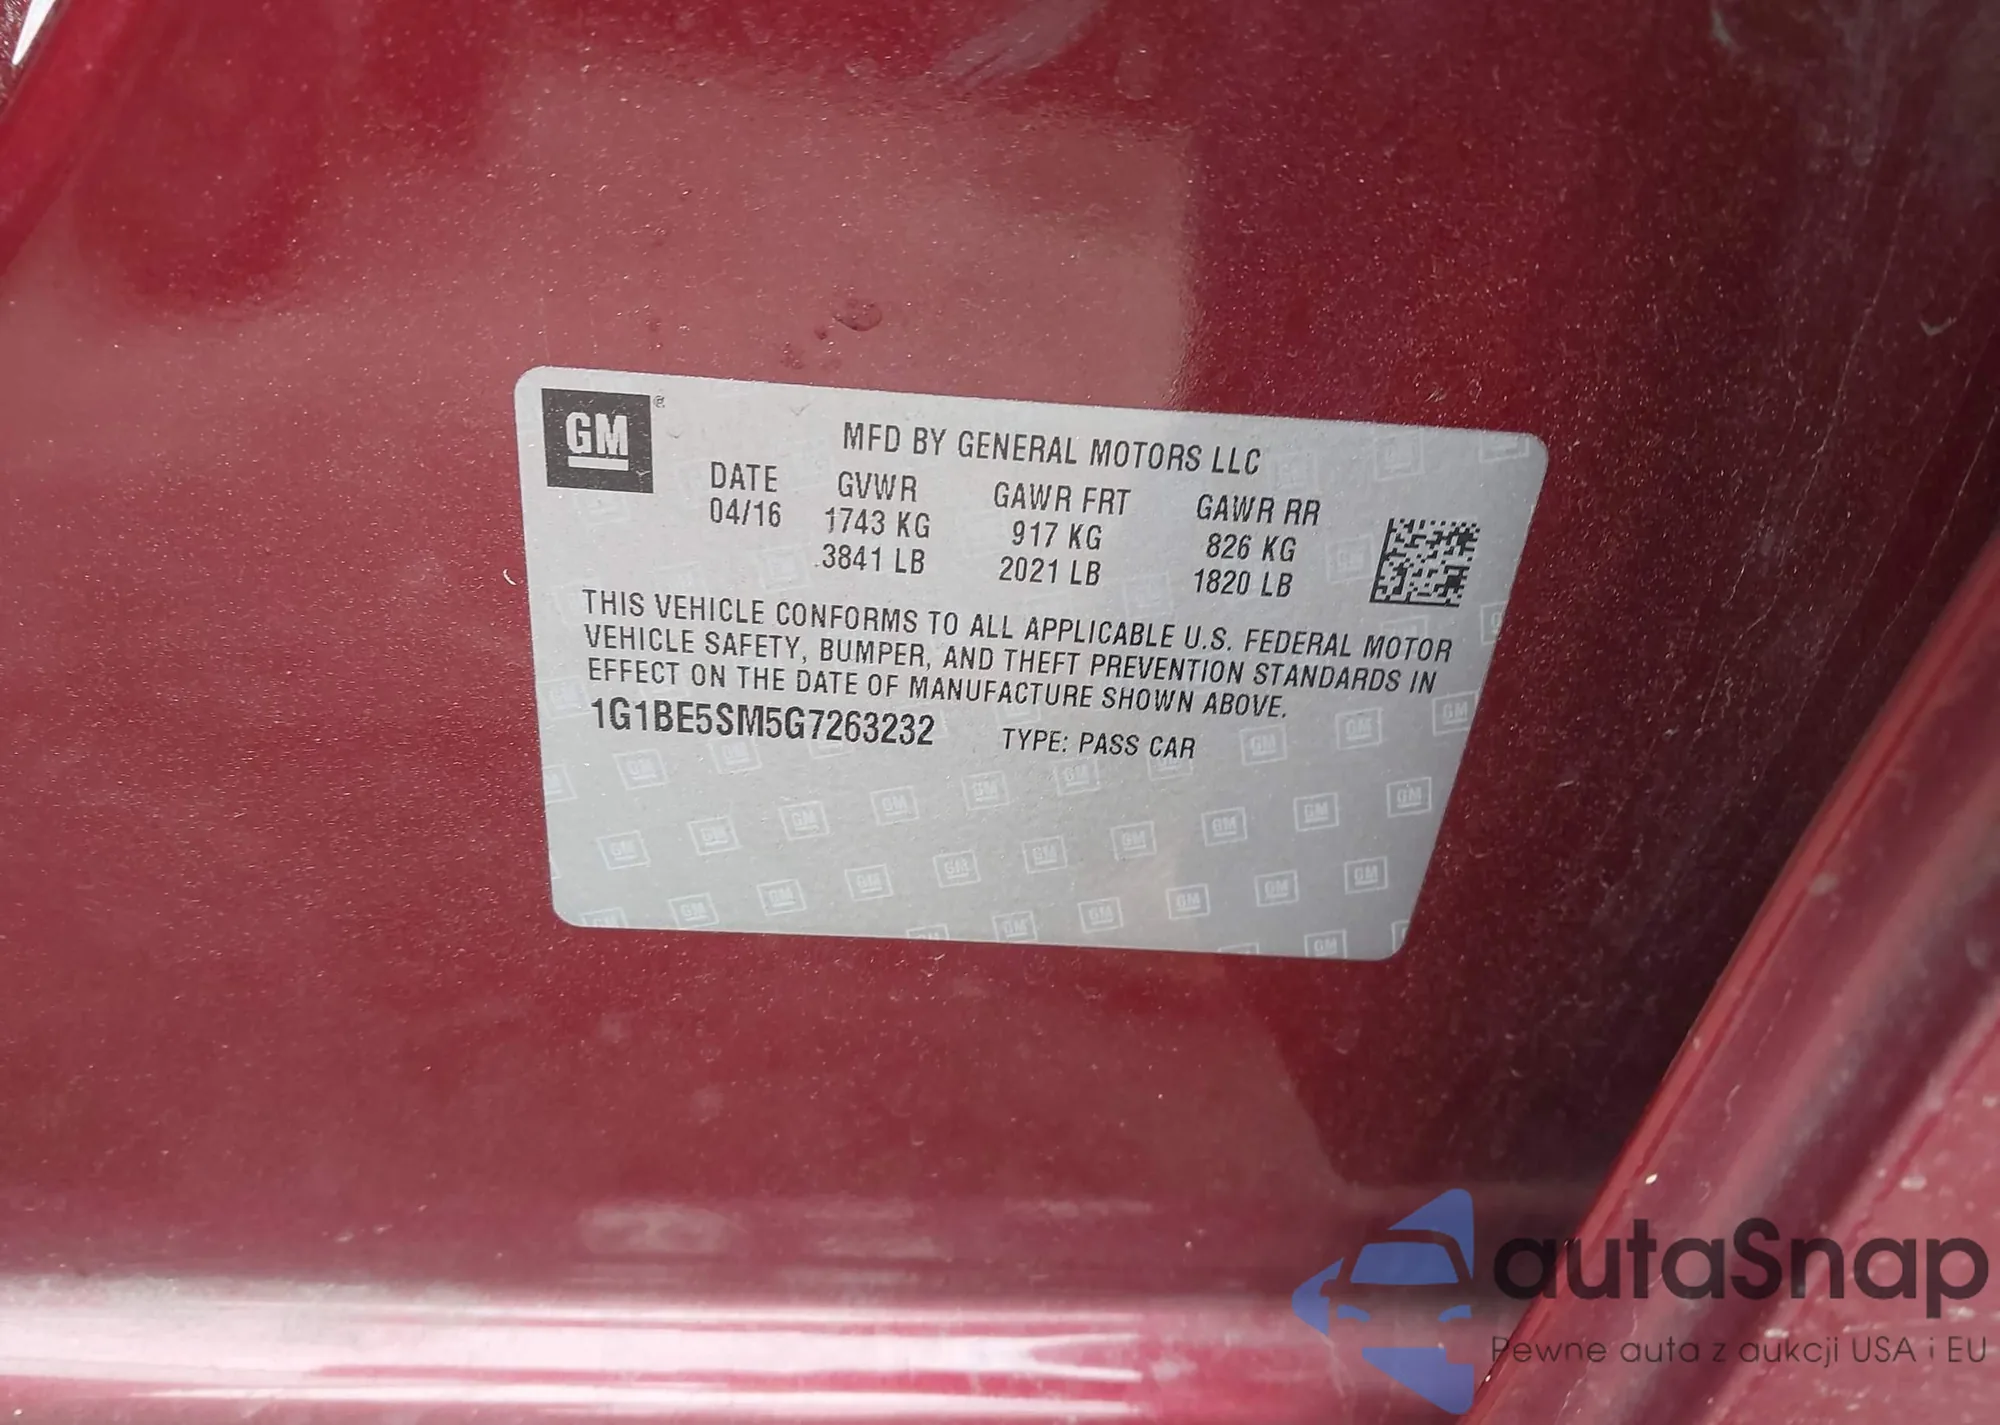 GM ®
MFD BY GENERAL MOTORS LLC
DATE GVWR GAWR FRT GAWR RR
04/16 1743 KG 917 KG 826 KG
3841 LB 2021 LB 1820 LB
THIS VEHICLE CONFORMS TO ALL APPLICABLE U.S. FEDERAL MOTOR
VEHICLE SAFETY, BUMPER, AND THEFT PREVENTION STANDARDS IN
EFFECT ON THE DATE OF MANUFACTURE SHOWN ABOVE.
1G1BE5SM5G7263232 TYPE: PASS CAR
autaSnap
Pewne auta z aukcji USA i EU